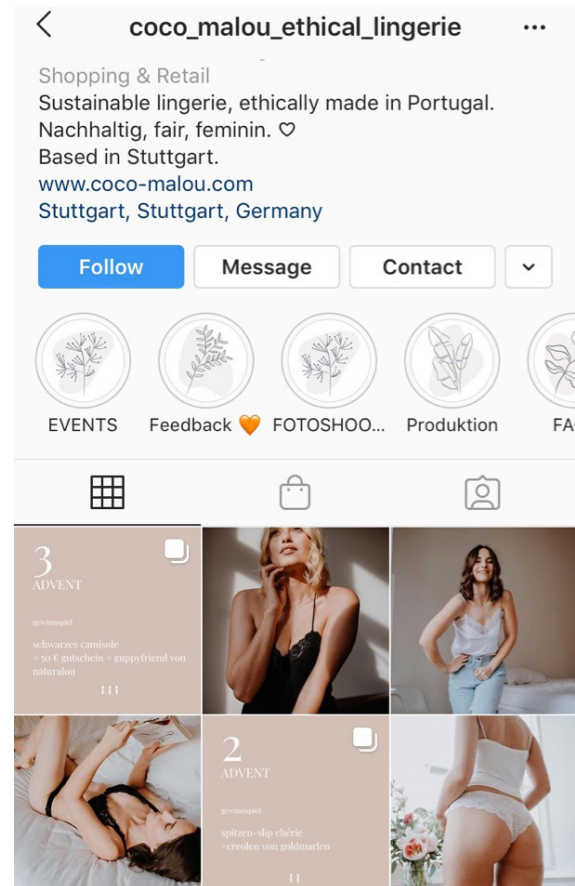 coco_malou_ethical_lingerie
Shopping & Retail
Sustainable lingerie, ethically made in Portugal.
Nachhaltig, fair, feminin. ♡
Based in Stuttgart.
www.coco-malou.com
Stuttgart, Stuttgart, Germany
Follow Message Contact
EVENTS Feedback 🧡 FOTOSHOO... Produktion FA
3
ADVENT
gewinnspiel
schwarzes camisole
+ 50 € gutschein + guppyfriend von
naturalou
2
ADVENT
gewinnspiel
spitzen-slip chérie
+creolen von goldmarlen